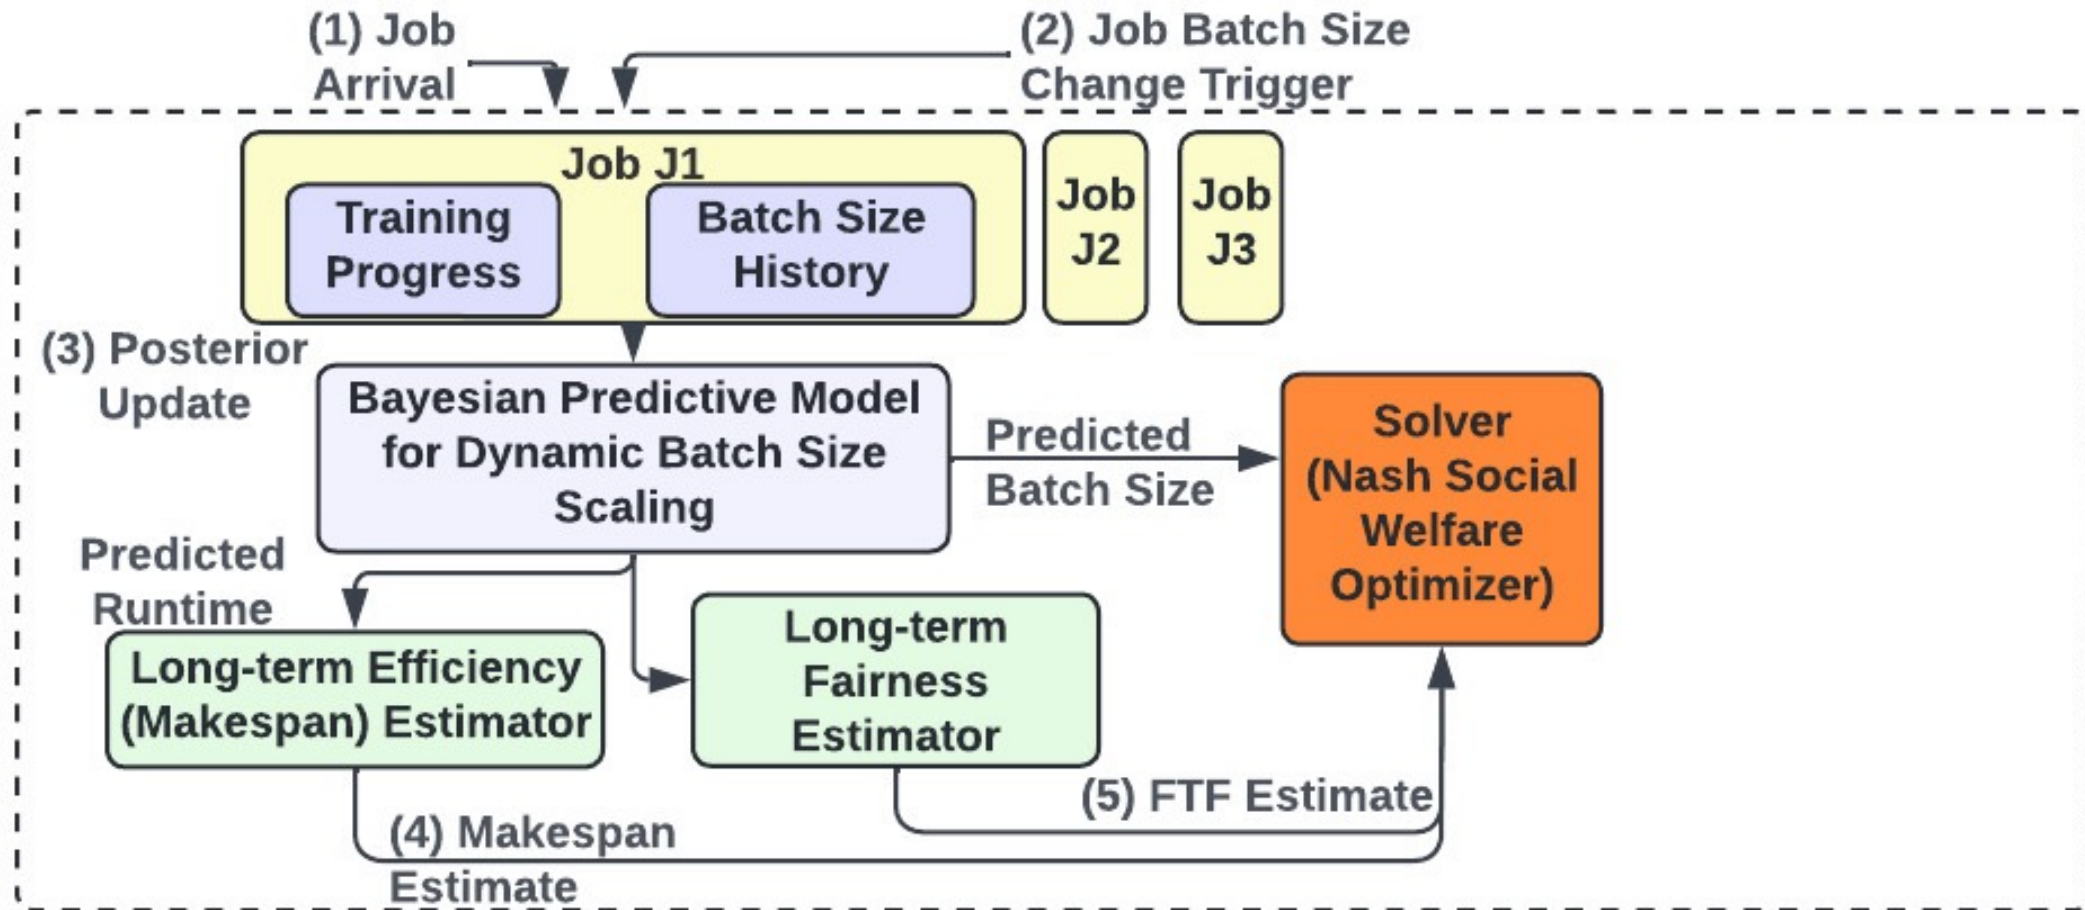 (1) Job
Arrival
(2) Job Batch Size
Change Trigger
Job J1
Training
Progress
Batch Size
History
Job
J2
Job
J3
(3) Posterior
Update
Bayesian Predictive Model
for Dynamic Batch Size
Scaling
Predicted
Batch Size
Solver
(Nash Social
Welfare
Optimizer)
Predicted
Runtime
Long-term Efficiency
(Makespan) Estimator
Long-term
Fairness
Estimator
(5) FTF Estimate
(4) Makespan
Estimate